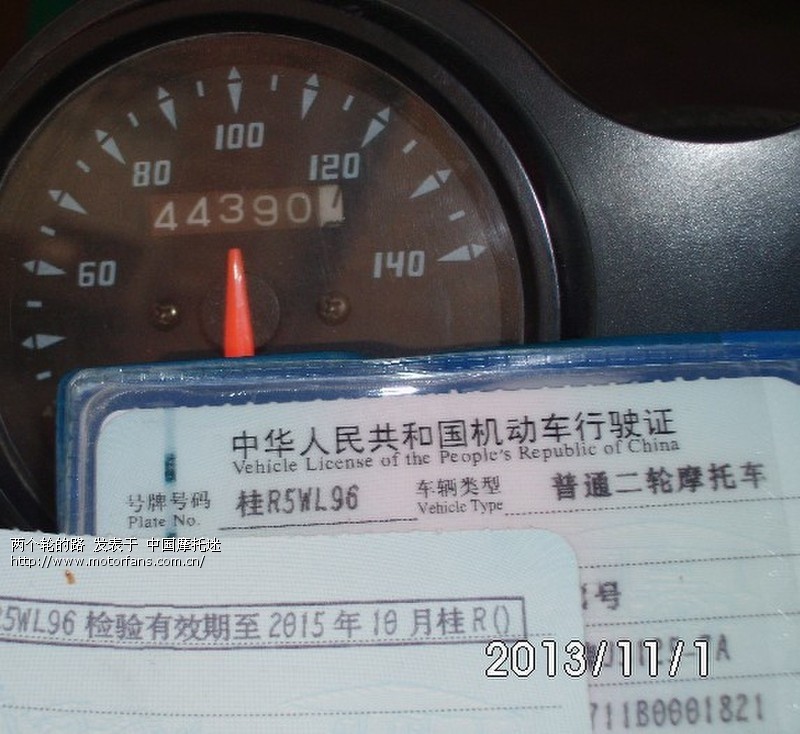 100
80
120
44390
60
140
中华人民共和国机动车行驶证
Vehicle License of the People's Republic of China
号牌号码 桂R5WL96 车辆类型 普通二轮摩托车
Plate No. Vehicle Type
两个轮的路 发表于 中国摩托迷
http://www.motorfans.com.cn/
号
5WL96 检验有效期至 2015 年 10 月桂 R()
2013/11/1
711B0001821